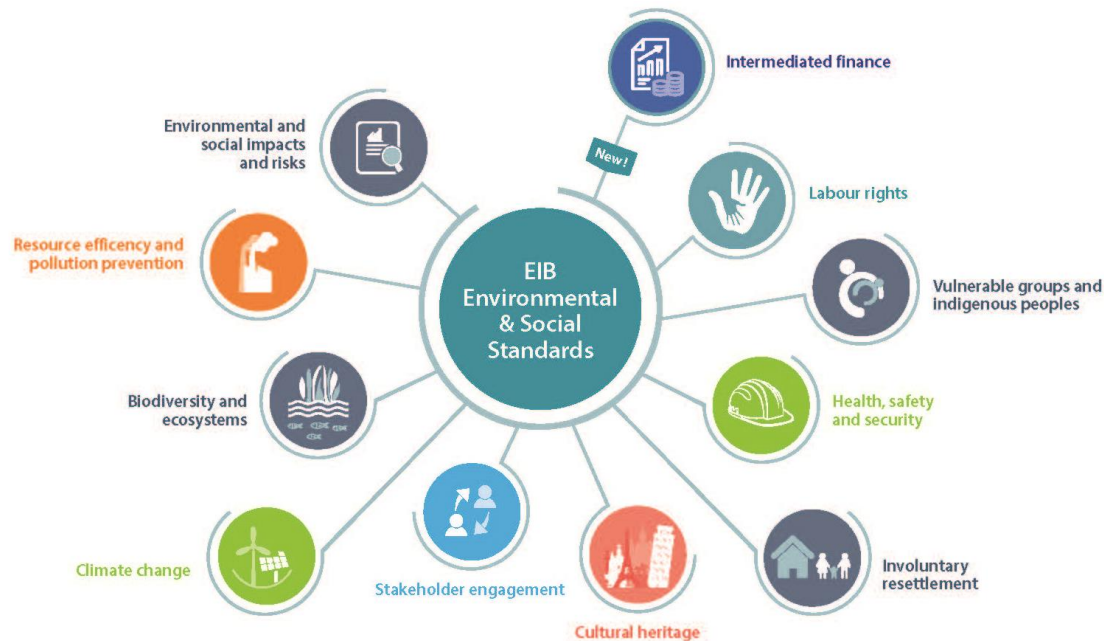 Intermediated finance
New!
Environmental and
social impacts
and risks
Labour rights
Resource efficency and
pollution prevention
EIB
Environmental
& Social
Standards
Vulnerable groups and
indigenous peoples
Biodiversity and
ecosystems
Health, safety
and security
Climate change
Stakeholder engagement
Cultural heritage
Involuntary
resettlement